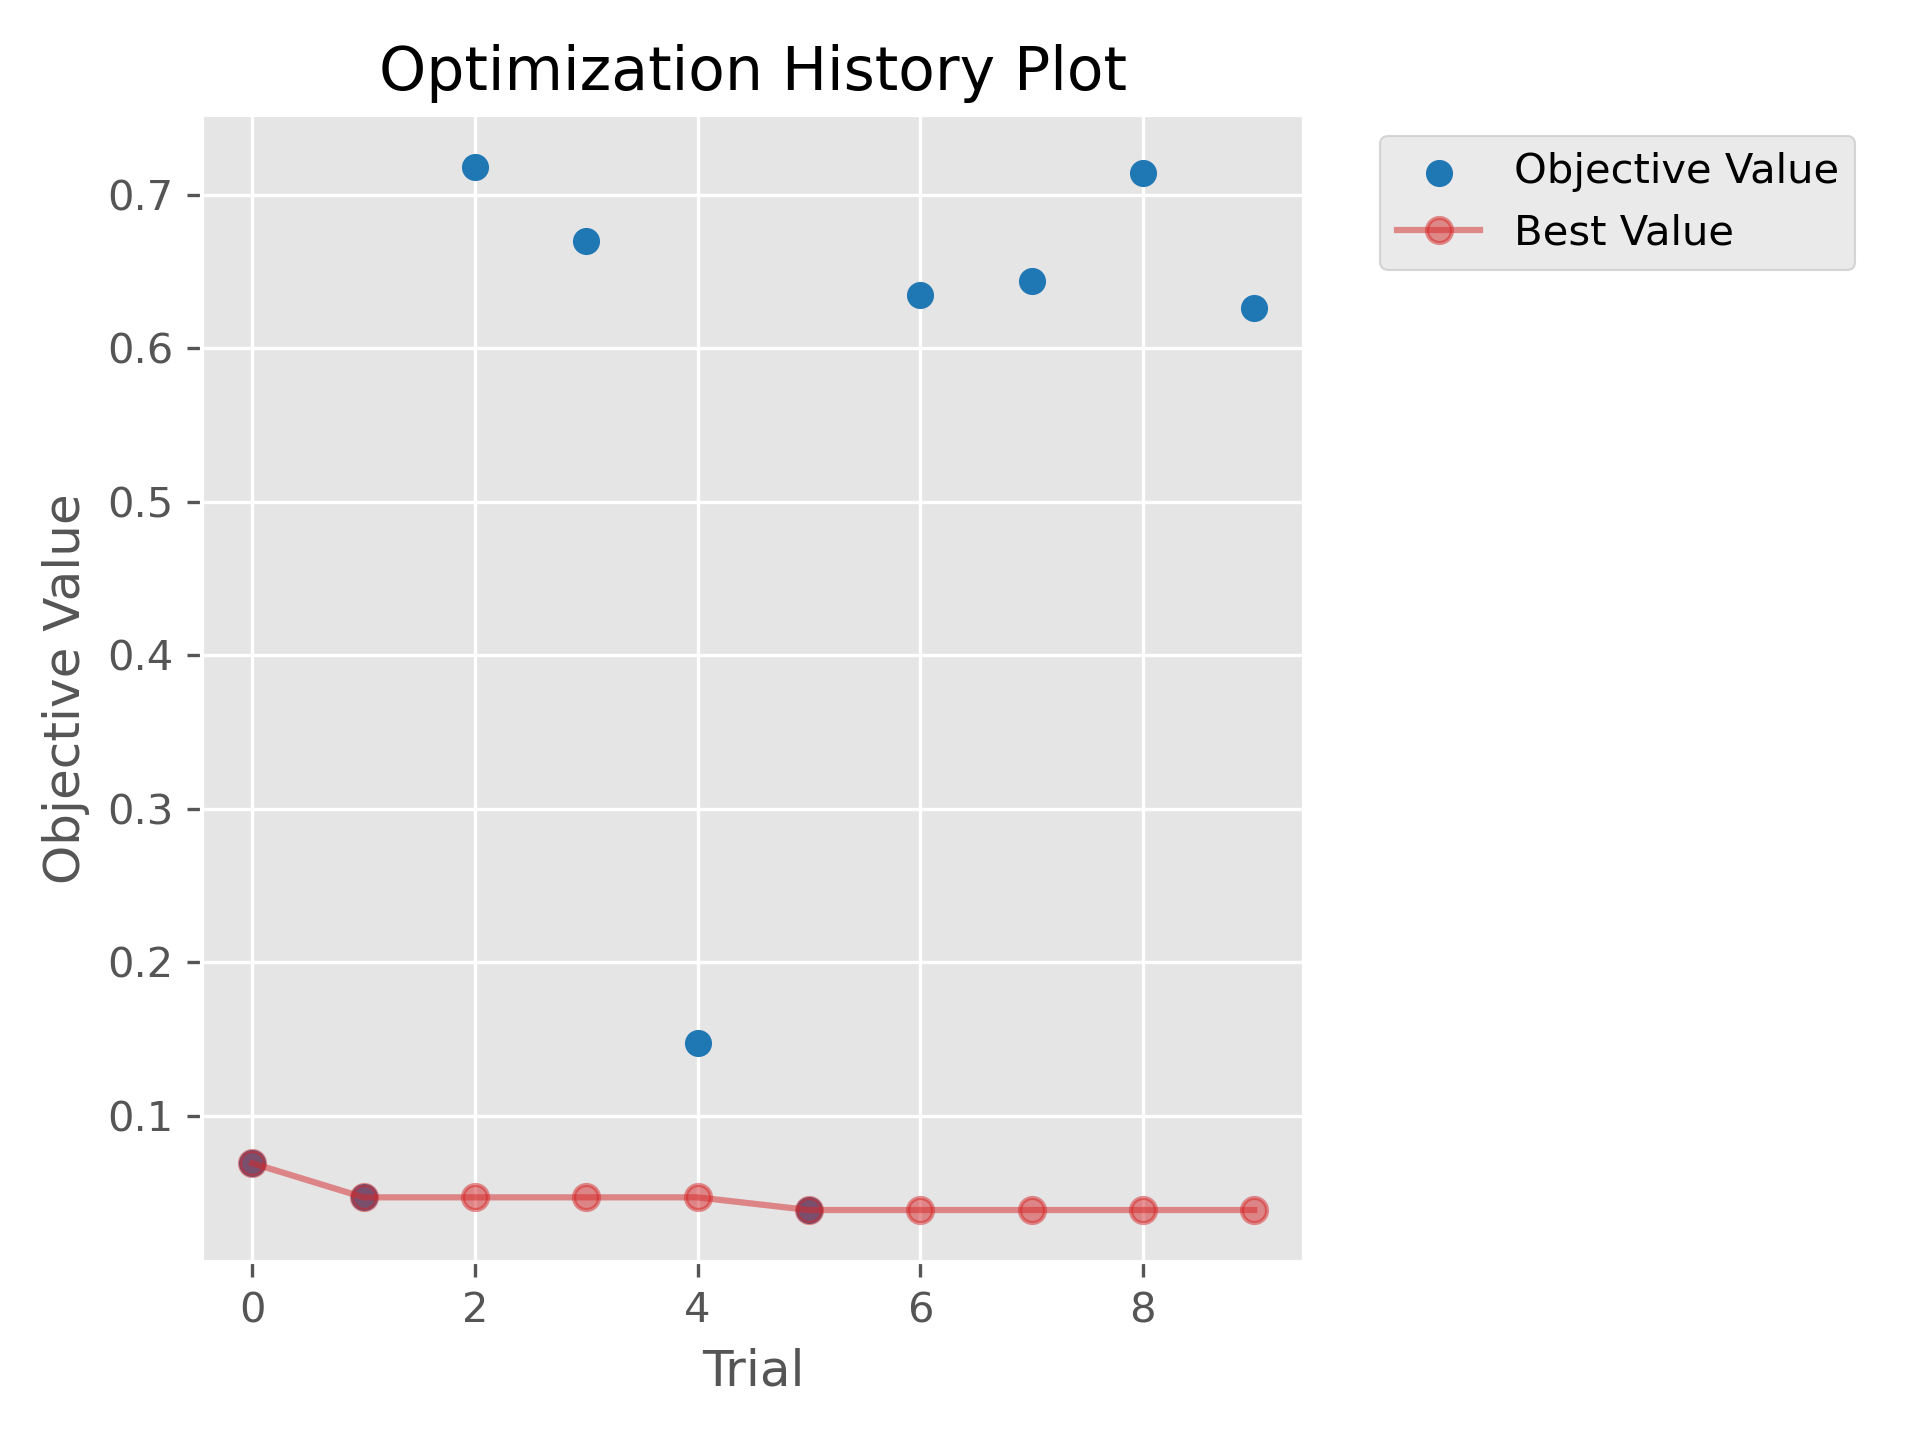 Optimization History Plot
Objective Value
Best Value
Objective Value
0.7
0.6
0.5
0.4
0.3
0.2
0.1
0 2 4 6 8
Trial